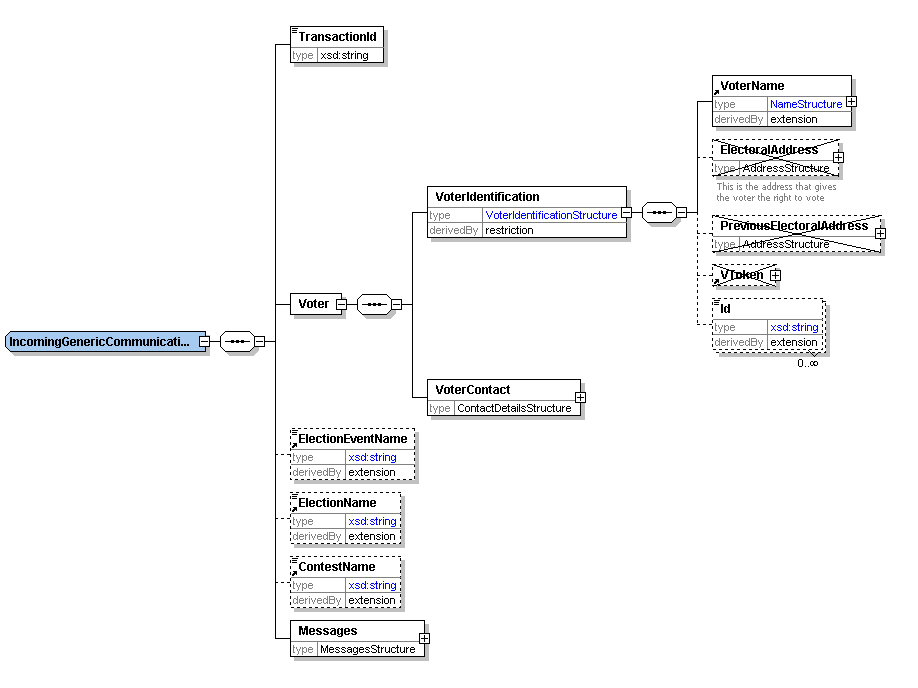 TransactionId
type xsd:string
VoterName
type NameStructure
derivedBy extension
ElectoralAddress
type AddressStructure
This is the address that gives
the voter the right to vote
VoterIdentification
type VoterIdentificationStructure
derivedBy restriction
PreviousElectoralAddress
type AddressStructure
VToken
Id
type xsd:string
derivedBy extension
0..∞
Voter
IncomingGenericCommunicati...
VoterContact
type ContactDetailsStructure
ElectionEventName
type xsd:string
derivedBy extension
ElectionName
type xsd:string
derivedBy extension
ContestName
type xsd:string
derivedBy extension
Messages
type MessagesStructure